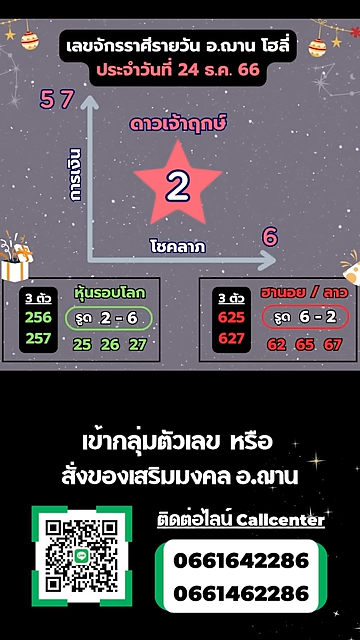 เลขจักรราศีรายวัน อ.ฌาน โฮลี่
ประจำวันที่ 24 ธ.ค. 66
5 7
ดาวเจ้าฤกษ์
การเงิน
2
โชคลาภ
6
3 ตัว
256
257
หุ้นรอบโลก
รูด 2 - 6
25 26 27
3 ตัว
625
627
ฮานอย / ลาว
รูด 6 - 2
62 65 67
เข้ากลุ่มตัวเลข หรือ
สั่งของเสริมมงคล อ.ฌาน
ติดต่อไลน์ Callcenter
0661642286
0661462286